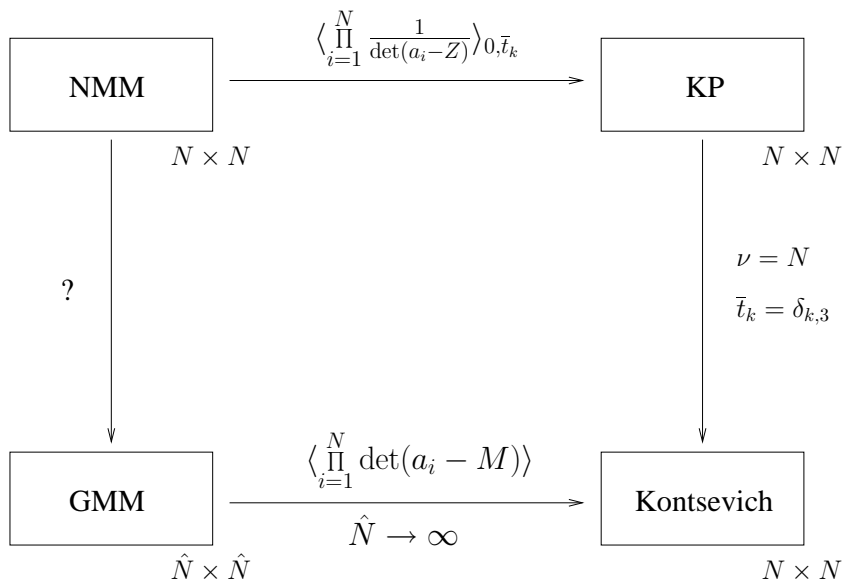 ⟨∏_{i=1}^{N} 1/det(a_i−Z)⟩_{0,t̄_k}
NMM
KP
N × N
N × N
?
ν = N
t̄_k = δ_{k,3}
⟨∏_{i=1}^{N} det(a_i − M)⟩
GMM
Kontsevich
N̂ → ∞
N̂ × N̂
N × N